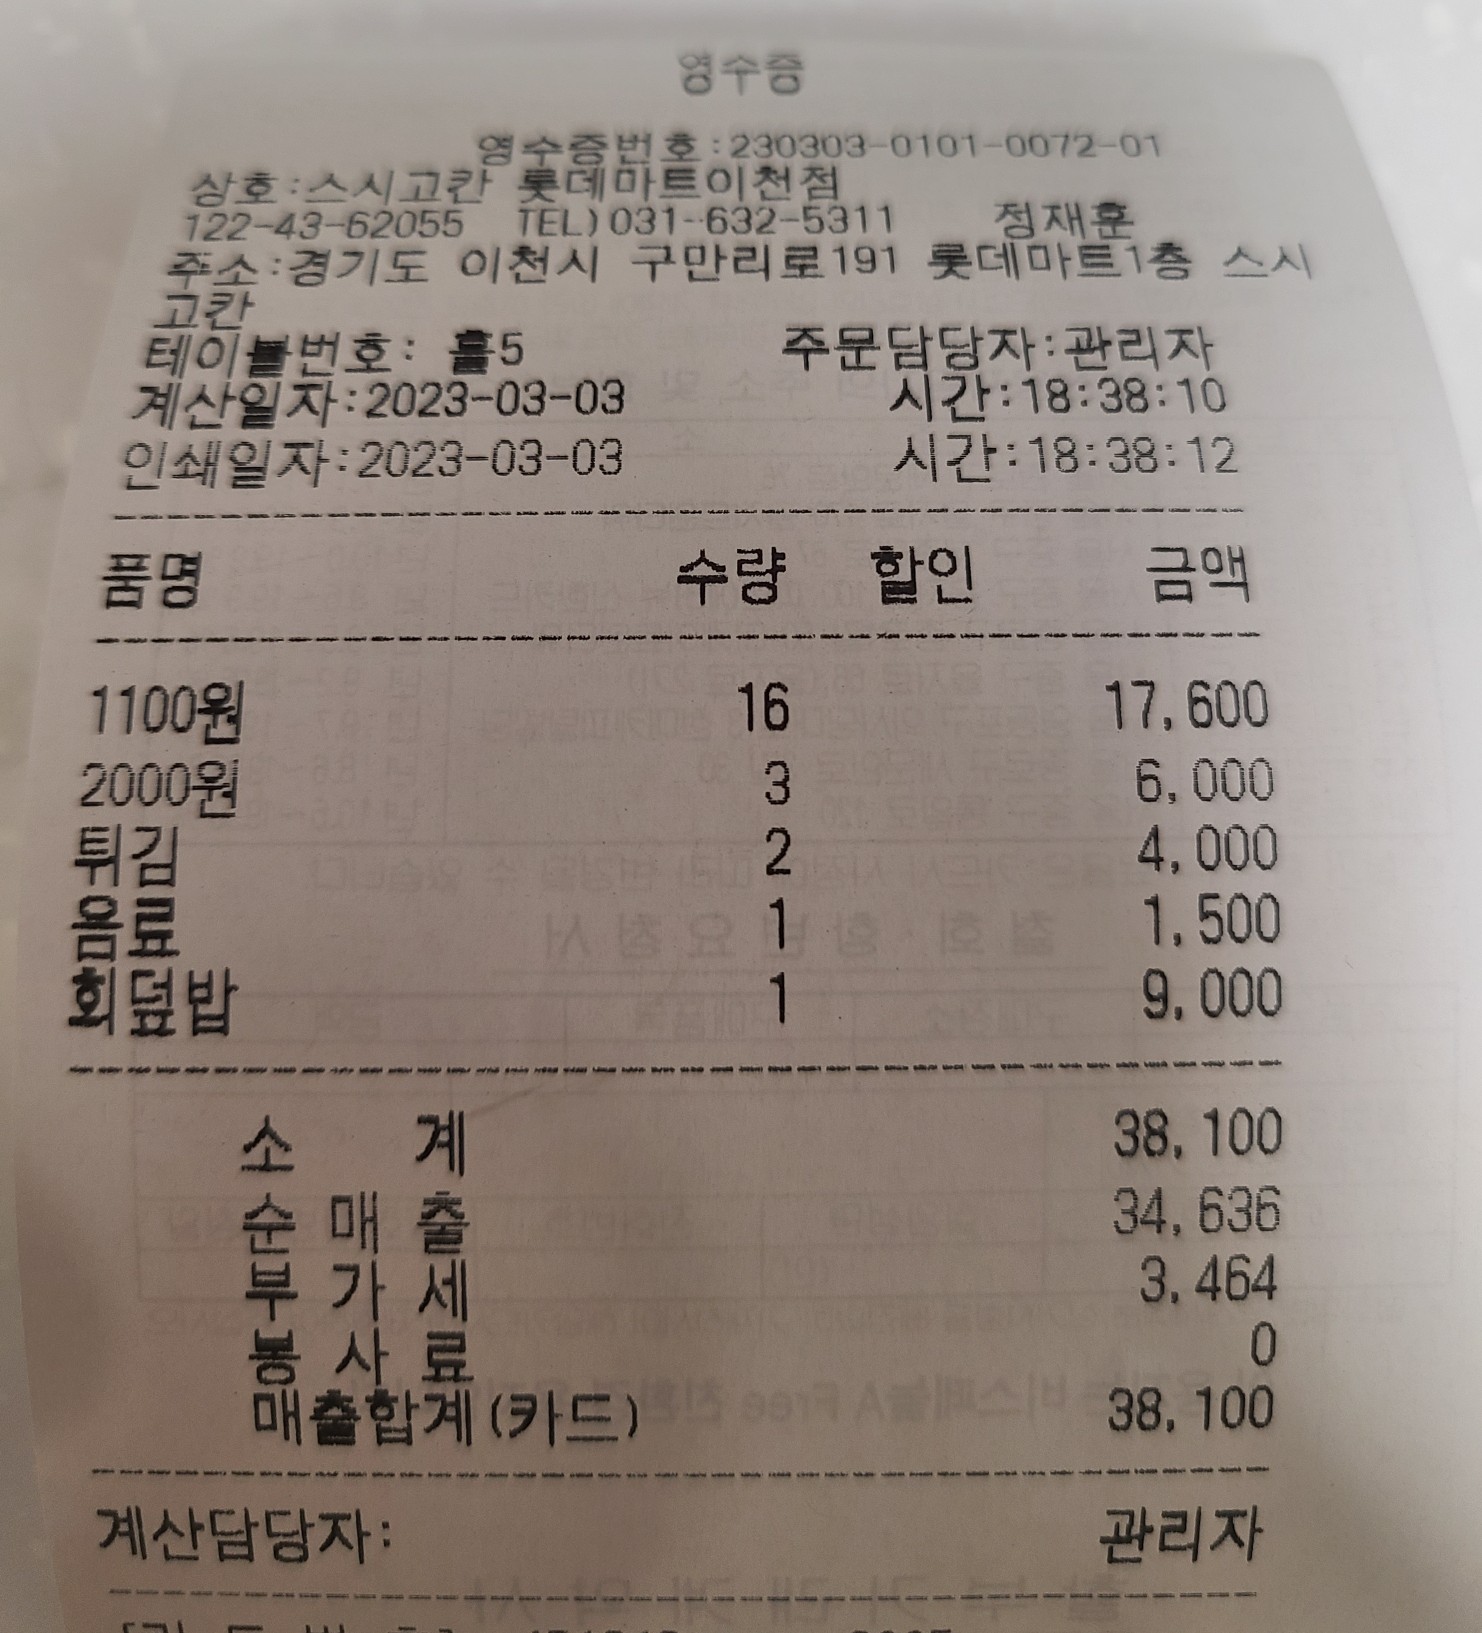 영수증
영수증번호:230303-0101-0072-01
상호:스시고칸 롯데마트이천점
122-43-62055 TEL)031-632-5311 정재훈
주소:경기도 이천시 구만리로191 롯데마트1층 스시
고칸
테이블번호: 홀5 주문담당자:관리자
계산일자:2023-03-03 시간:18:38:10
인쇄일자:2023-03-03 시간:18:38:12
품명 수량 할인 금액
1100원 16 17,600
2000원 3 6,000
튀김 2 4,000
음료 1 1,500
회덮밥 1 9,000
소 계 38,100
순 매 출 34,636
부 가 세 3,464
봉 사 료 0
매출합계(카드) 38,100
계산담당자: 관리자